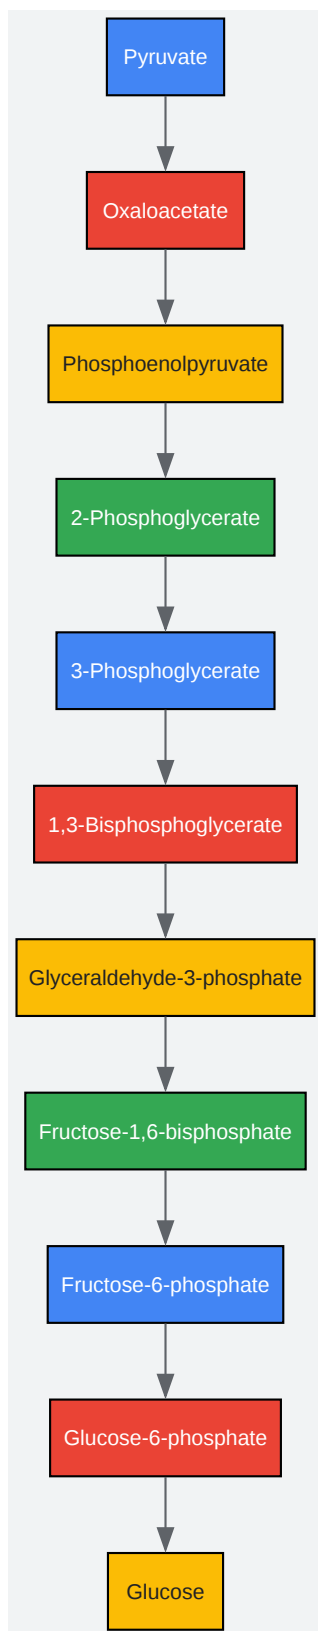 Pyruvate
Oxaloacetate
Phosphoenolpyruvate
2-Phosphoglycerate
3-Phosphoglycerate
1,3-Bisphosphoglycerate
Glyceraldehyde-3-phosphate
Fructose-1,6-bisphosphate
Fructose-6-phosphate
Glucose-6-phosphate
Glucose